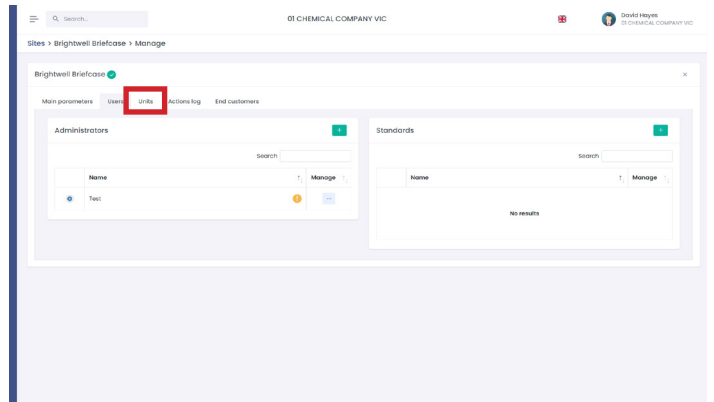 Search...
01 CHEMICAL COMPANY VIC
David Hayes
01 CHEMICAL COMPANY VIC
Sites > Brightwell Briefcase > Manage
Brightwell Briefcase
×
Main parameters Users Units Actions log End customers
Administrators
+
Search
Name Manage
Test ! ...
Standards
+
Search
Name Manage
No results